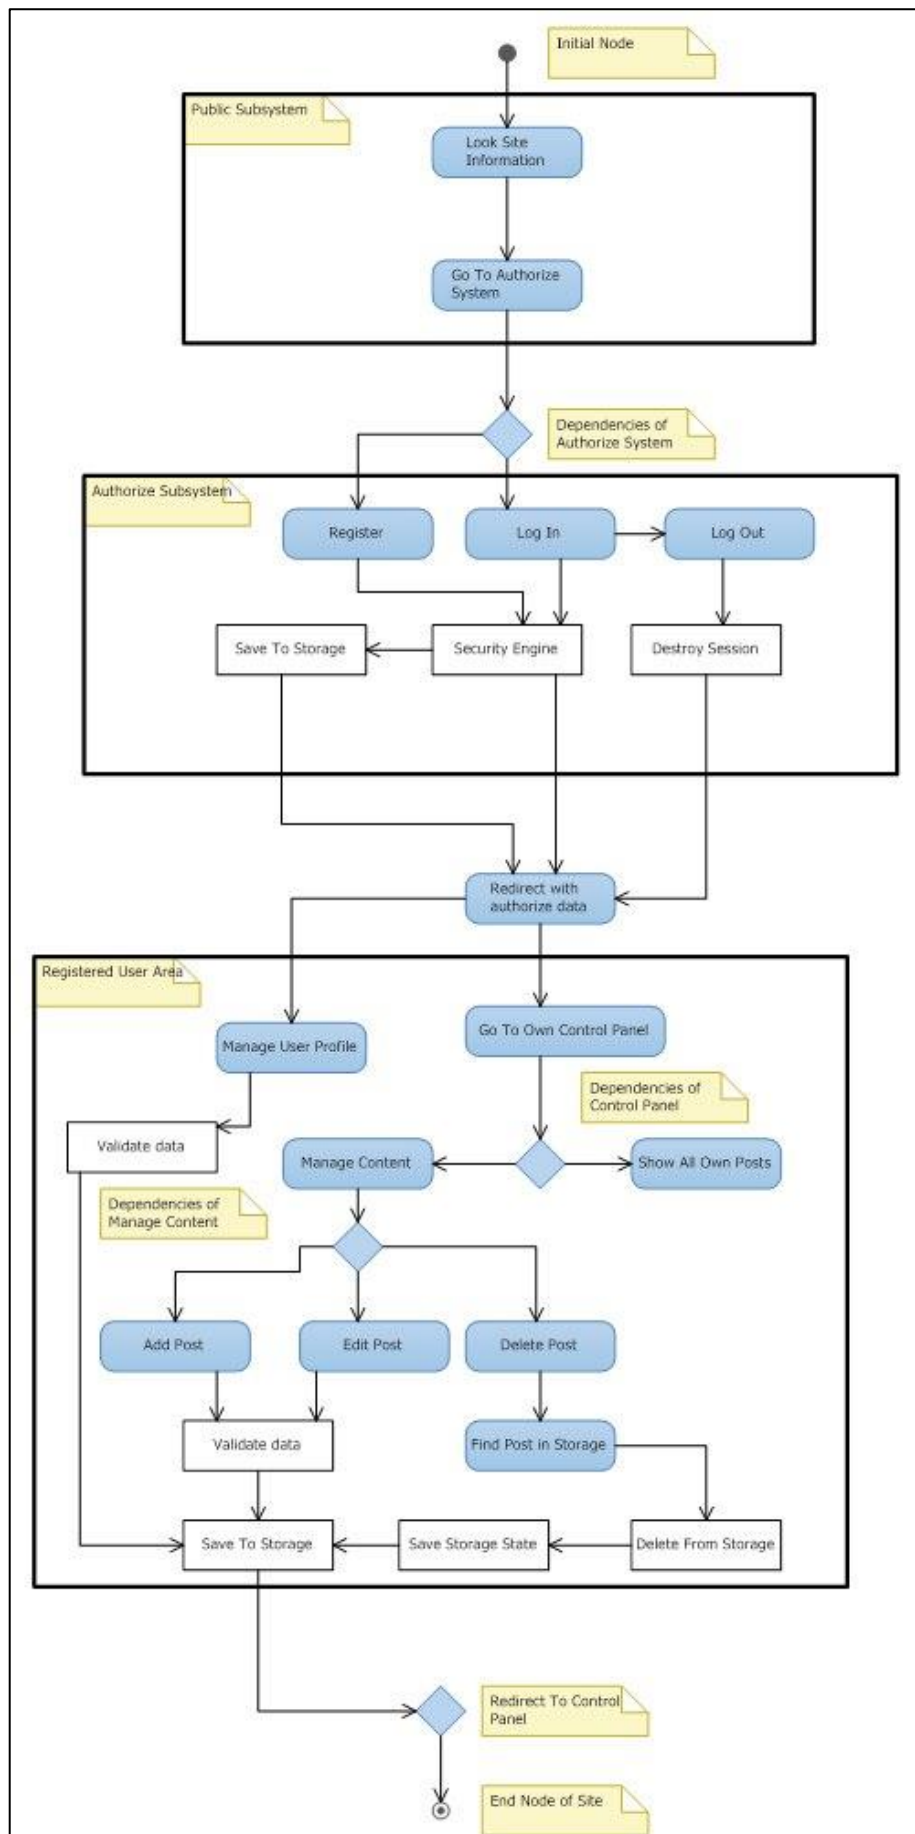 Initial Node
Public Subsystem
Look Site
Information
Go To Authorize
System
Dependencies of
Authorize System
Authorize Subsystem
Register
Log In
Log Out
Save To Storage
Security Engine
Destroy Session
Redirect with
authorize data
Registered User Area
Manage User Profile
Go To Own Control Panel
Dependencies of
Control Panel
Validate data
Manage Content
Show All Own Posts
Dependencies of
Manage Content
Add Post
Edit Post
Delete Post
Validate data
Find Post in Storage
Save To Storage
Save Storage State
Delete From Storage
Redirect To Control
Panel
End Node of Site